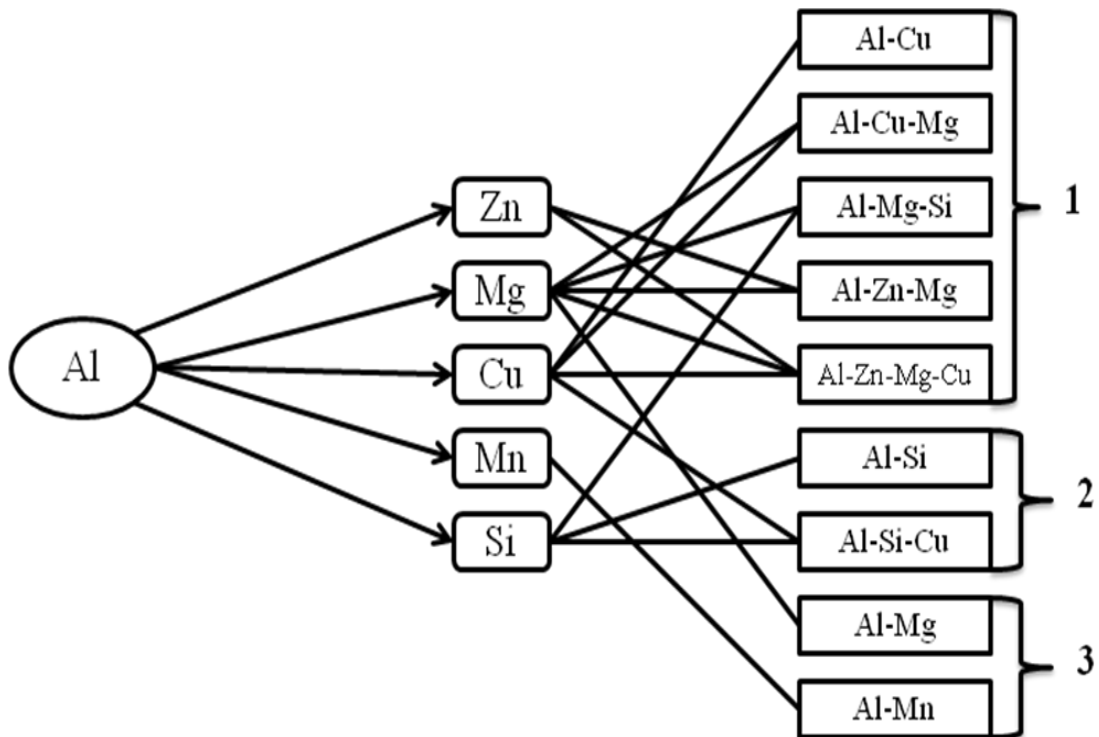 Al
Zn
Mg
Cu
Mn
Si
Al-Cu
Al-Cu-Mg
Al-Mg-Si
Al-Zn-Mg
Al-Zn-Mg-Cu
Al-Si
Al-Si-Cu
Al-Mg
Al-Mn
1
2
3